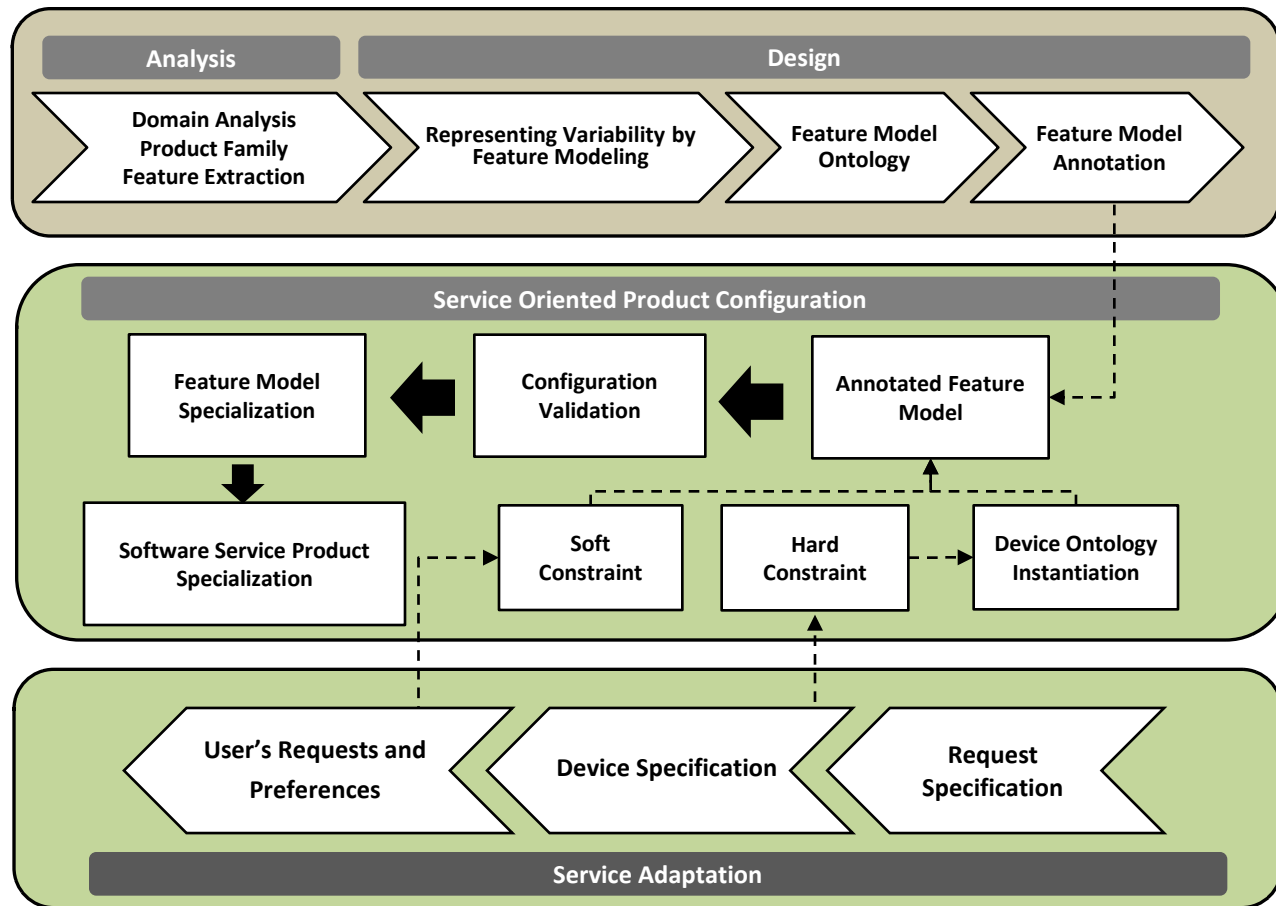 Analysis
Design
Domain Analysis
Product Family
Feature Extraction
Representing Variability by
Feature Modeling
Feature Model
Ontology
Feature Model
Annotation
Service Oriented Product Configuration
Feature Model
Specialization
Configuration
Validation
Annotated Feature
Model
Software Service Product
Specialization
Soft
Constraint
Hard
Constraint
Device Ontology
Instantiation
User’s Requests and
Preferences
Device Specification
Request
Specification
Service Adaptation